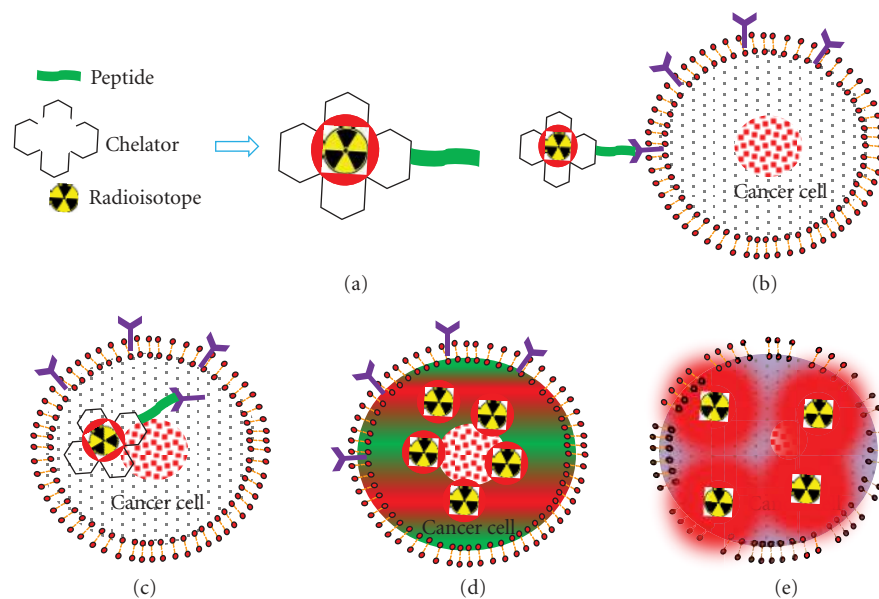 Peptide
Chelator
Radioisotope
Cancer cell
(a)
(b)
Cancer cell
Cancer cell
(c)
(d)
(e)